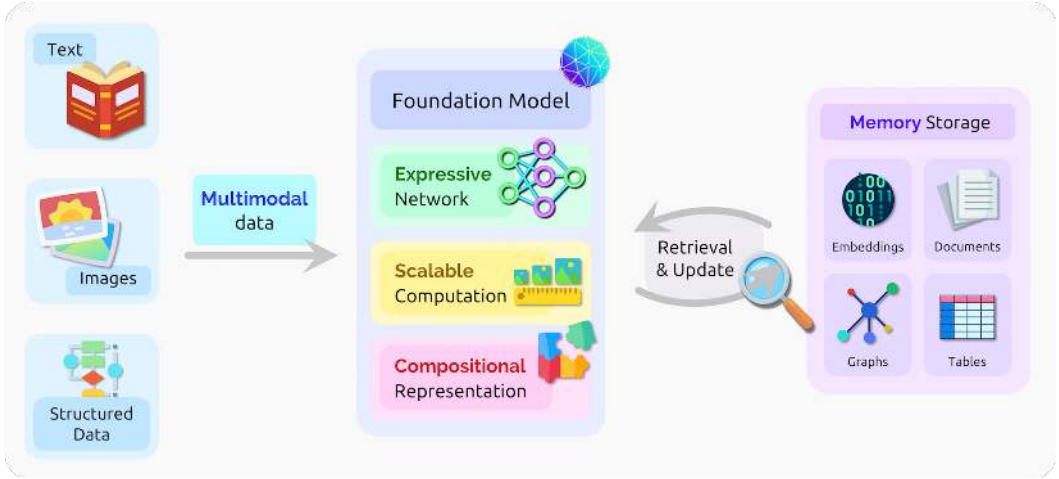 Text
Images
Structured
Data
Multimodal
data
Foundation Model
Expressive
Network
Scalable
Computation
Compositional
Representation
Retrieval
& Update
Memory Storage
Embeddings
Documents
Graphs
Tables